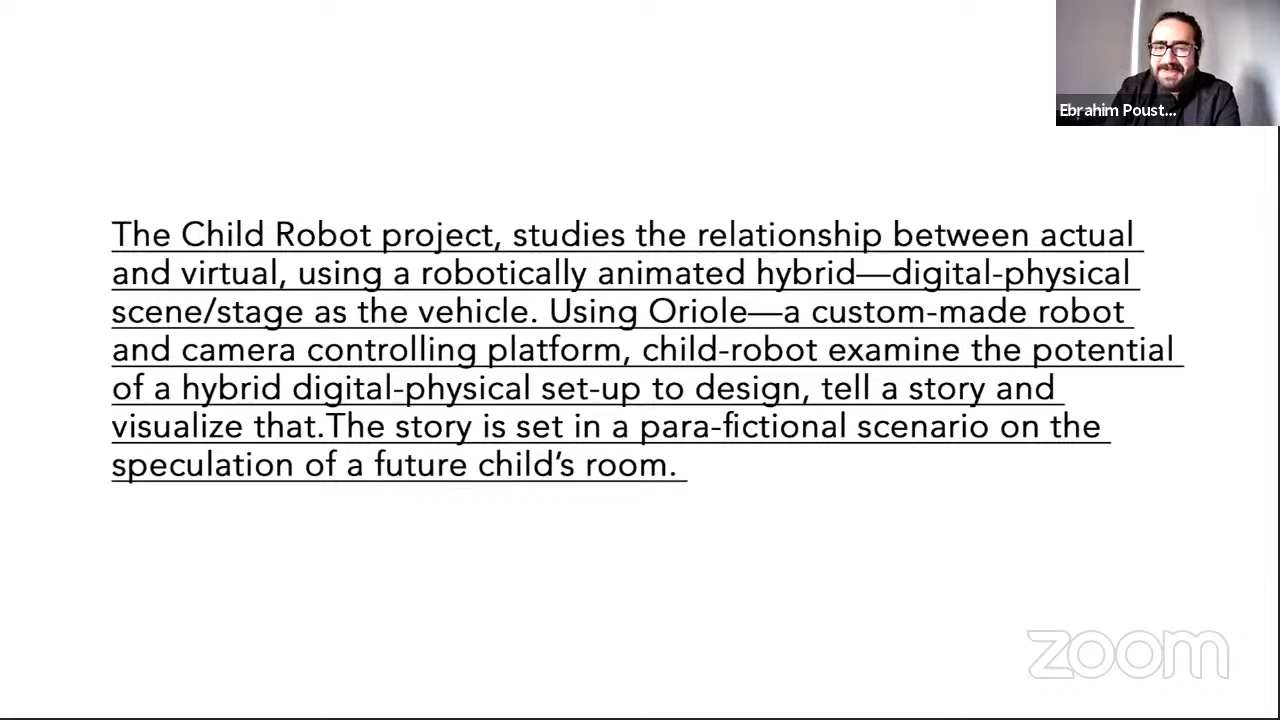 Ebrahim Poust...
The Child Robot project, studies the relationship between actual
and virtual, using a robotically animated hybrid—digital-physical
scene/stage as the vehicle. Using Oriole—a custom-made robot
and camera controlling platform, child-robot examine the potential
of a hybrid digital-physical set-up to design, tell a story and
visualize that.The story is set in a para-fictional scenario on the
speculation of a future child’s room.
zoom